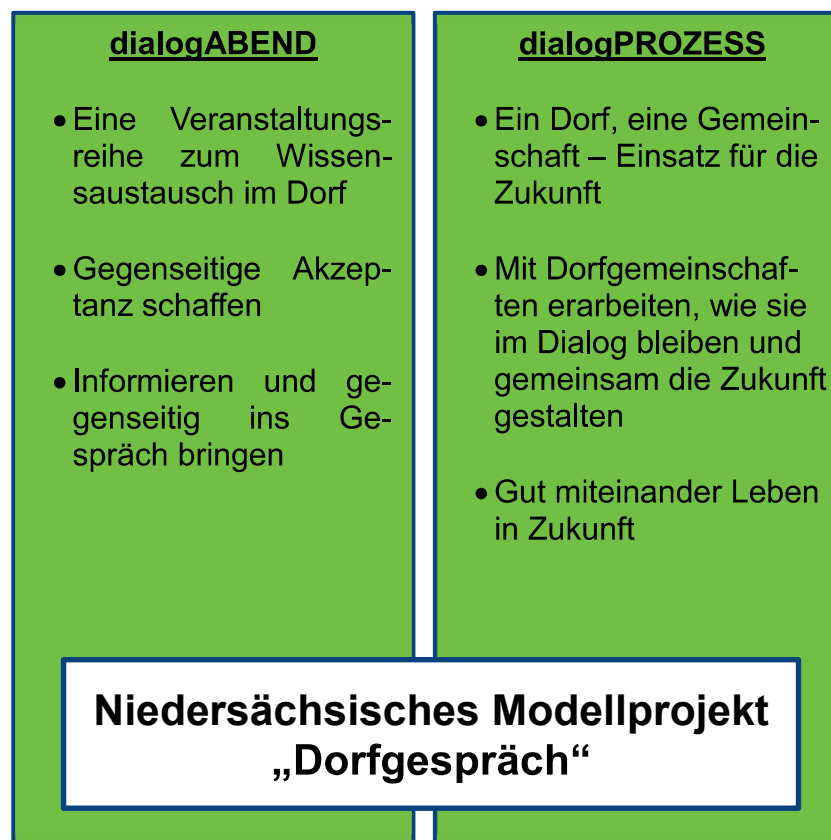 dialogABEND
• Eine Veranstaltungs-
reihe zum Wissen-
saustausch im Dorf
• Gegenseitige Akzep-
tanz schaffen
• Informieren und ge-
genseitig ins Ge-
spräch bringen
dialogPROZESS
• Ein Dorf, eine Gemein-
schaft – Einsatz für die
Zukunft
• Mit Dorfgemeinschaf-
ten erarbeiten, wie sie
im Dialog bleiben und
gemeinsam die Zukunft
gestalten
• Gut miteinander Leben
in Zukunft
Niedersächsisches Modellprojekt
„Dorfgespräch“